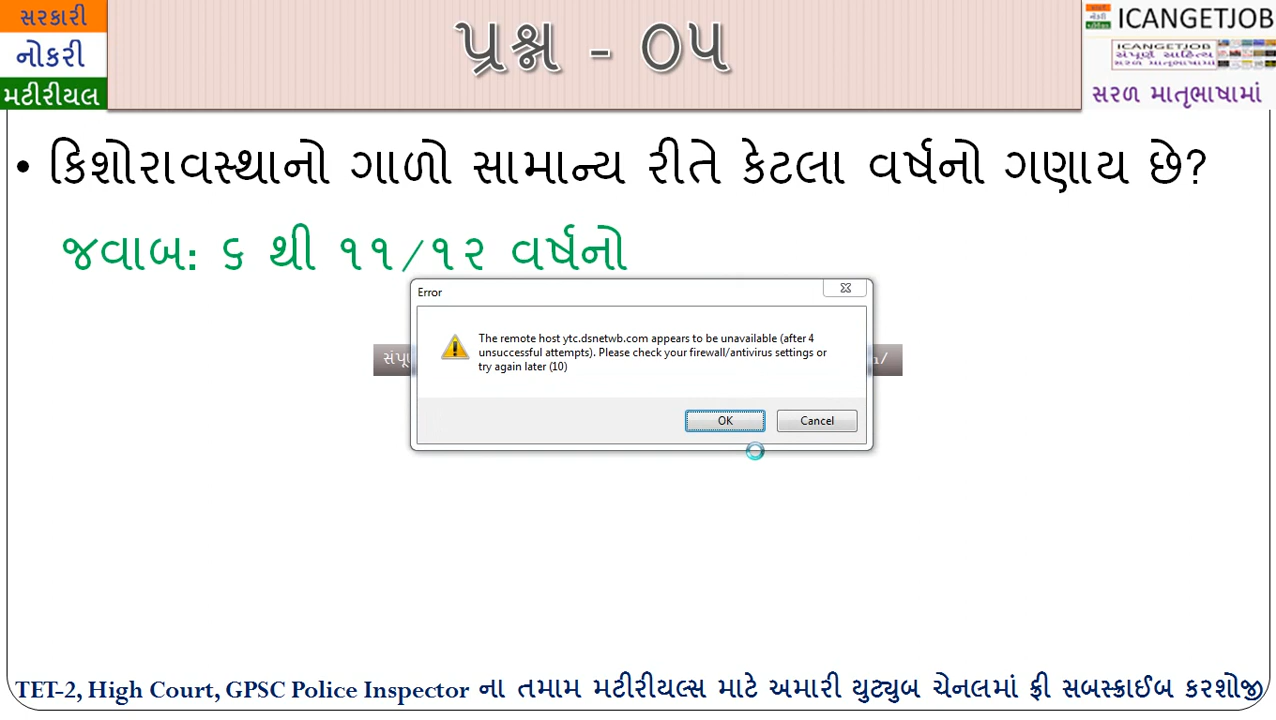 સરકારી
નોકરી
મટીરીયલ
પ્રશ્ન - ૦૫
ICANGETJOB
ICANGETJOB
સંપૂર્ણ સાહિત્ય
સરળ માતૃભાષામાં
સરળ માતૃભાષામાં
• કિશોરાવસ્થાનો ગાળો સામાન્ય રીતે કેટલા વર્ષનો ગણાય છે?
જવાબ: ૬ થી ૧૧/૧૨ વર્ષનો
Error
The remote host ytc.dsnetwb.com appears to be unavailable (after 4
unsuccessful attempts). Please check your firewall/antivirus settings or
try again later (10)
OK Cancel
TET-2, High Court, GPSC Police Inspector ના તમામ મટીરીયલ્સ માટે અમારી યુટ્યુબ ચેનલમાં ફ્રી સબસ્ક્રાઈબ કરશોજી